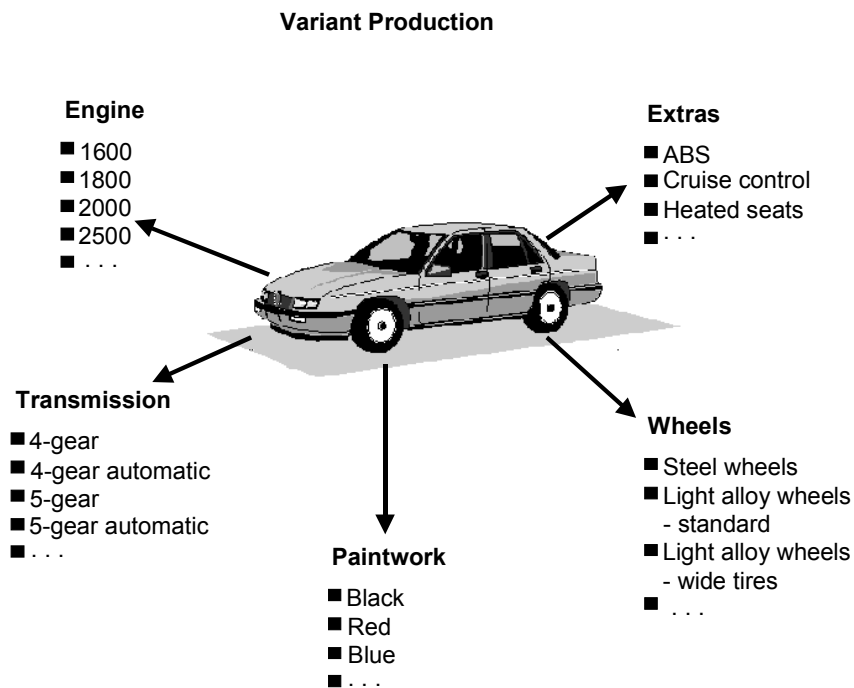 Variant Production
Engine
■ 1600
■ 1800
■ 2000
■ 2500
■ . . .
Extras
■ ABS
■ Cruise control
■ Heated seats
■ . . .
Transmission
■ 4-gear
■ 4-gear automatic
■ 5-gear
■ 5-gear automatic
■ . . .
Paintwork
■ Black
■ Red
■ Blue
■ . . .
Wheels
■ Steel wheels
■ Light alloy wheels
- standard
■ Light alloy wheels
- wide tires
■ . . .